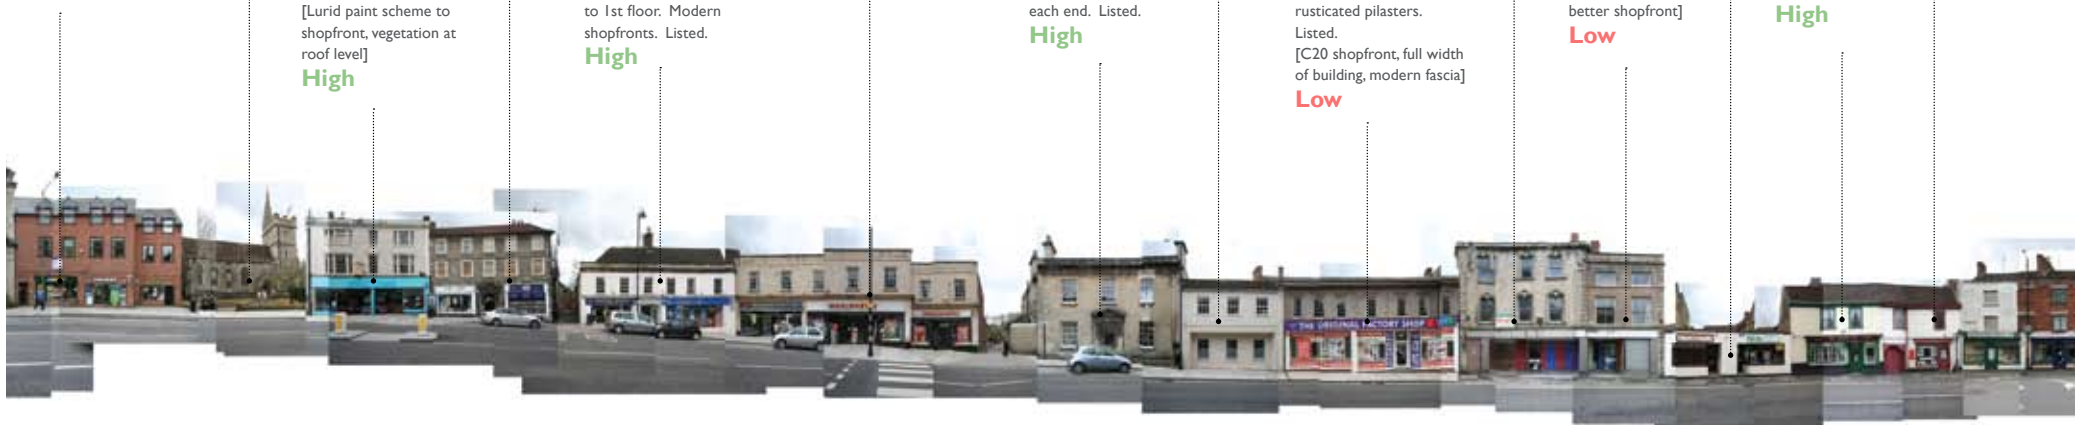 [Lurid paint scheme to
shopfront, vegetation at
roof level]
High
to 1st floor. Modern
shopfronts. Listed.
High
each end. Listed.
High
rusticated pilasters.
Listed.
[C20 shopfront, full width
of building, modern fascia]
Low
better shopfront]
Low
High
THE ORIGINAL FACTORY SHOP